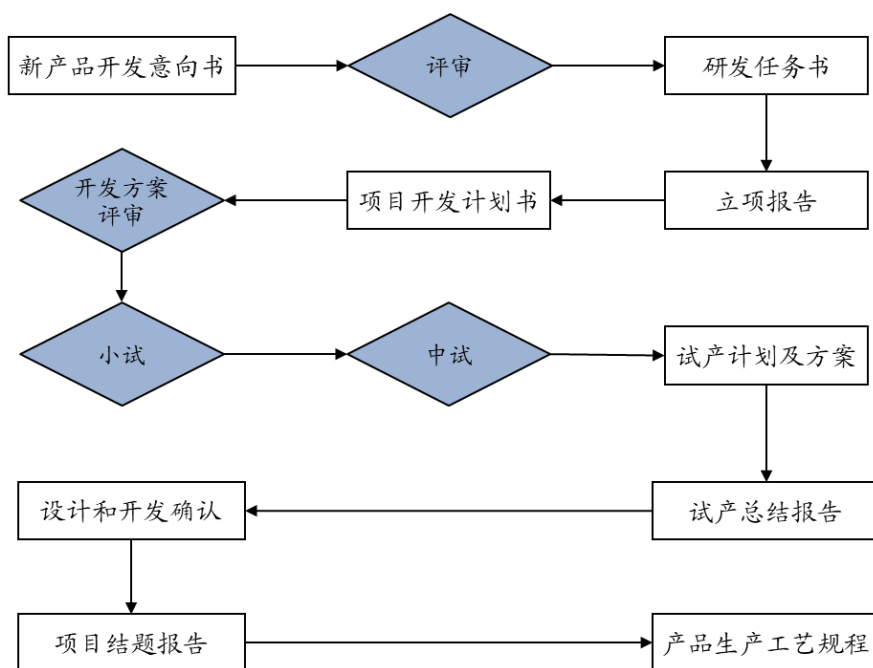 新产品开发意向书
评审
研发任务书
立项报告
项目开发计划书
开发方案
评审
小试
中试
试产计划及方案
试产总结报告
设计和开发确认
项目结题报告
产品生产工艺规程